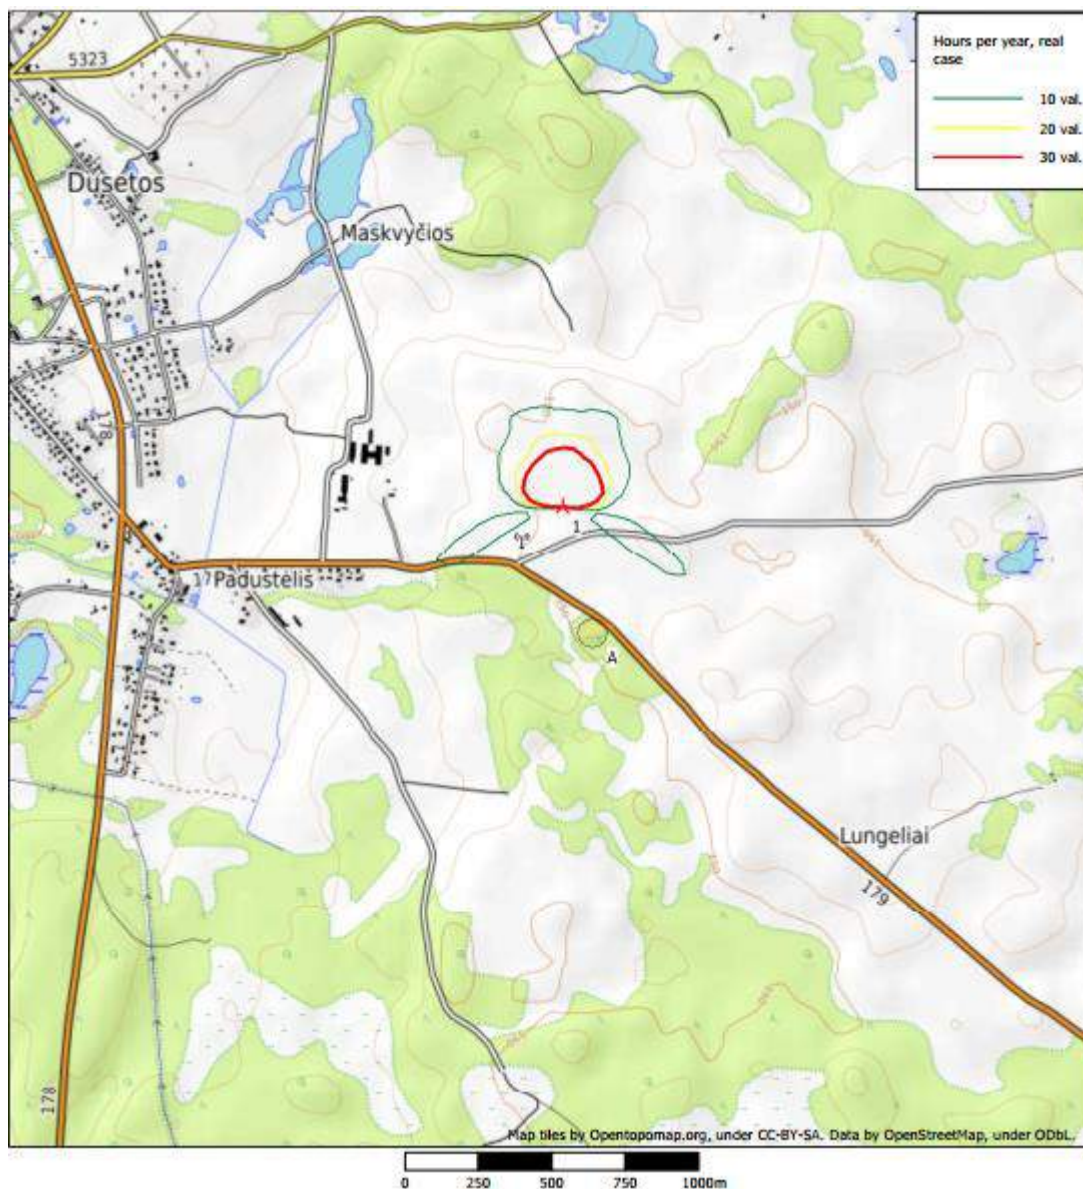 Hours per year, real
case
10 val.
20 val.
30 val.
5323
Dusetos
Maskvyčios
178
1
17
Padustėlis
A
Lungeliai
179
178
Map tiles by Opentopomap.org, under CC-BY-SA. Data by OpenStreetMap, under ODbL.
0 250 500 750 1000m